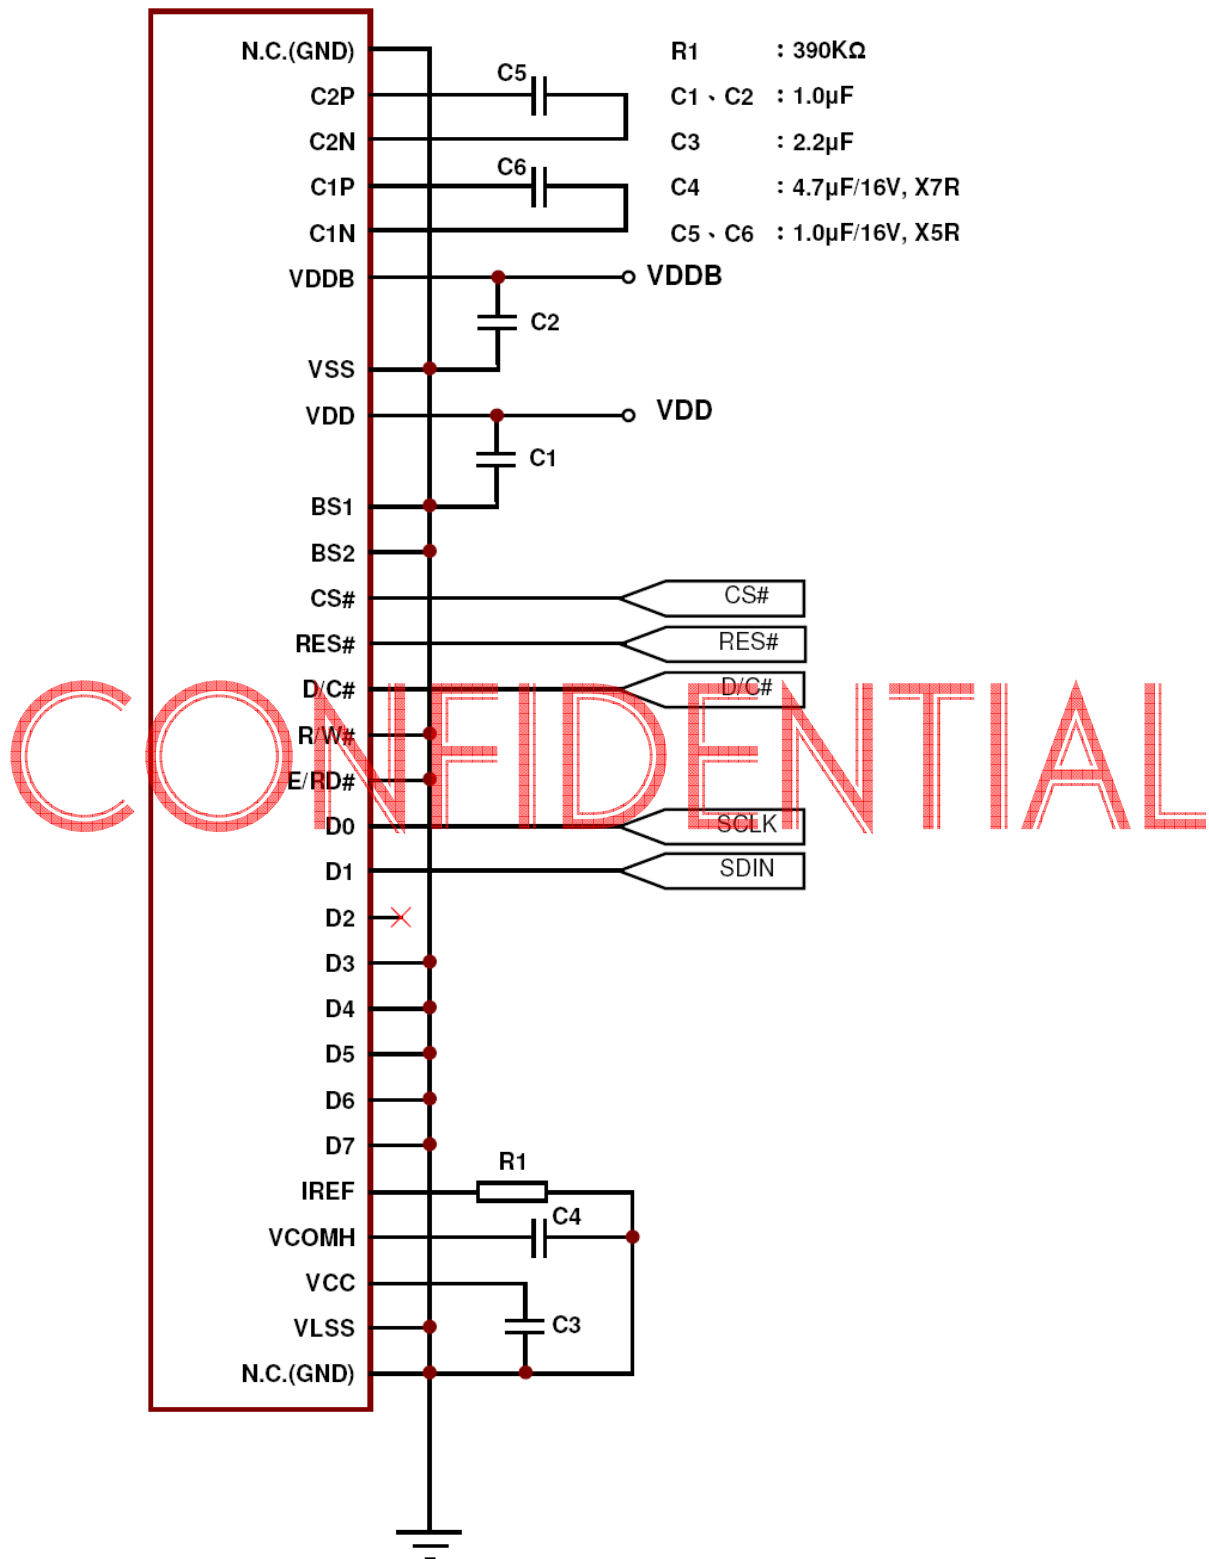 N.C.(GND)
R1 : 390KΩ
C5
C2P
C1、C2 : 1.0µF
C2N
C3 : 2.2µF
C6
C1P
C4 : 4.7µF/16V, X7R
C1N
C5、C6 : 1.0µF/16V, X5R
VDDB
VDDB
C2
VSS
VDD
VDD
C1
BS1
BS2
CS#
CS#
RES#
RES#
D/C#
D/C#
R/W#
CONFIDENTIAL
E/RD#
D0
SCLK
D1
SDIN
D2
D3
D4
D5
D6
D7
R1
IREF
C4
VCOMH
VCC
C3
VLSS
N.C.(GND)